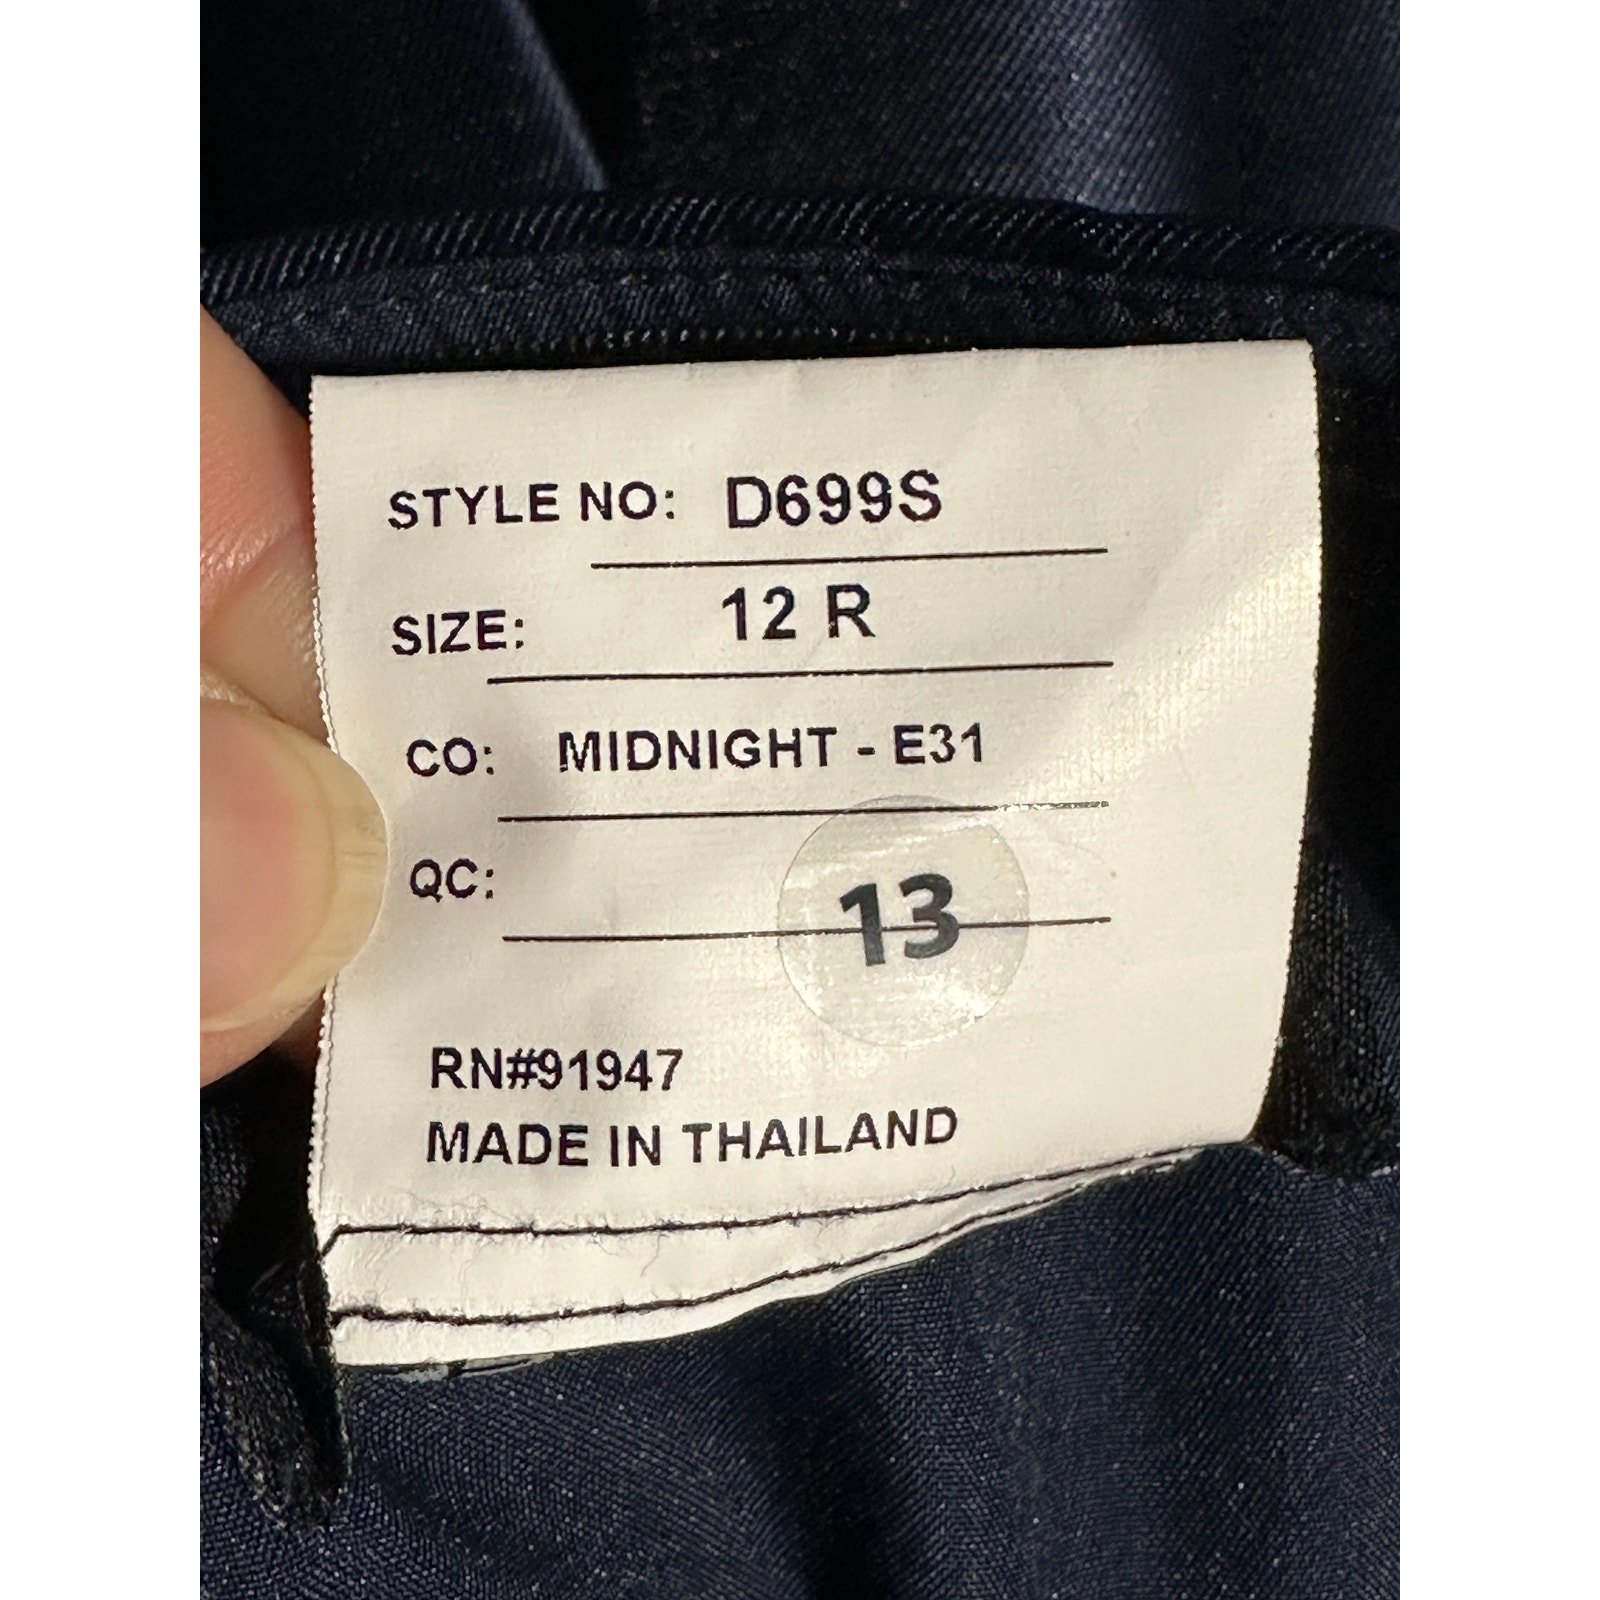 STYLE NO: D699S
SIZE: 12 R
CO: MIDNIGHT - E31
QC: 13
RN#91947
MADE IN THAILAND